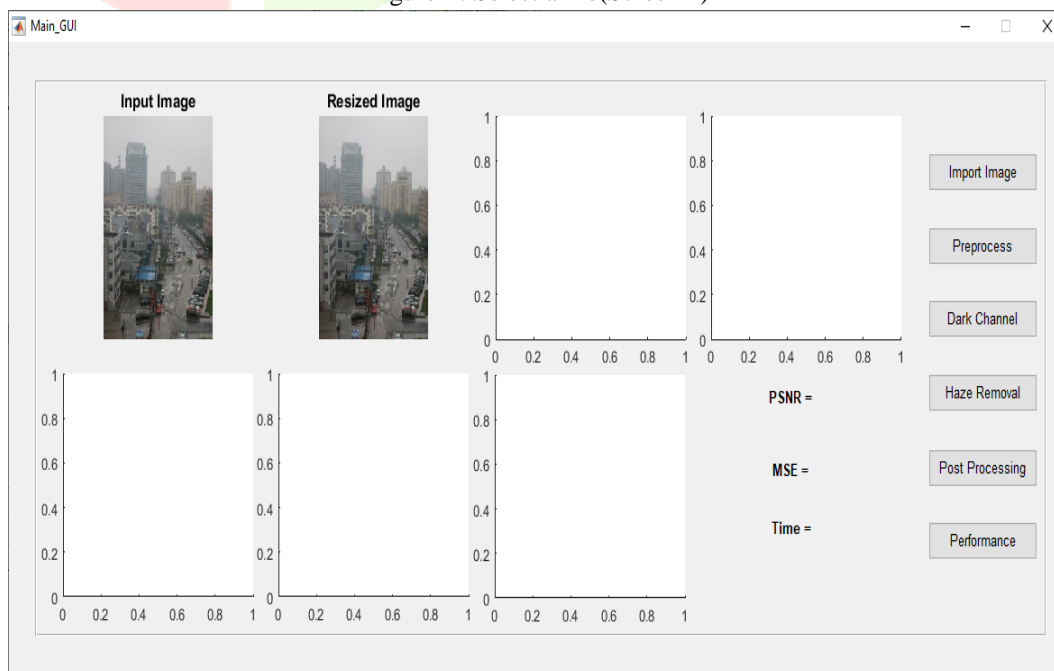 Main_GUI
Input Image
Resized Image
1
0.8
0.6
0.4
0.2
0
0 0.2 0.4 0.6 0.8 1
1
0.8
0.6
0.4
0.2
0
0 0.2 0.4 0.6 0.8 1
Import Image
Preprocess
Dark Channel
Haze Removal
Post Processing
Performance
1
0.8
0.6
0.4
0.2
0
0 0.2 0.4 0.6 0.8 1
1
0.8
0.6
0.4
0.2
0
0 0.2 0.4 0.6 0.8 1
1
0.8
0.6
0.4
0.2
0
0 0.2 0.4 0.6 0.8 1
PSNR =
MSE =
Time =